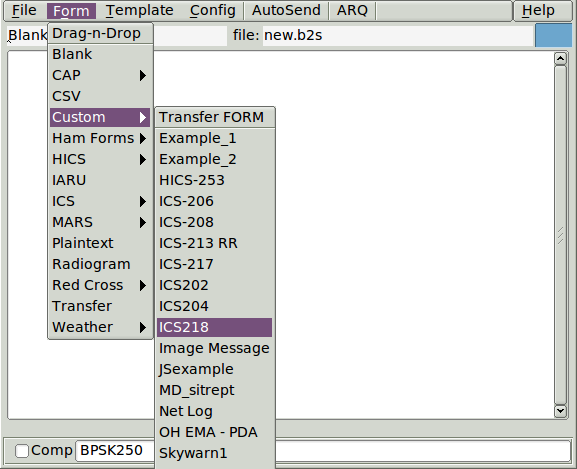 File Form Template Config AutoSend ARQ Help
Blank file: new.b2s
Drag-n-Drop
Blank
CAP
CSV
Custom
Ham Forms
HICS
IARU
ICS
MARS
Plaintext
Radiogram
Red Cross
Transfer
Weather
Transfer FORM
Example_1
Example_2
HICS-253
ICS-206
ICS-208
ICS-213 RR
ICS-217
ICS202
ICS204
ICS218
Image Message
JSexample
MD_sitrept
Net Log
OH EMA - PDA
Skywarn1
Comp BPSK250